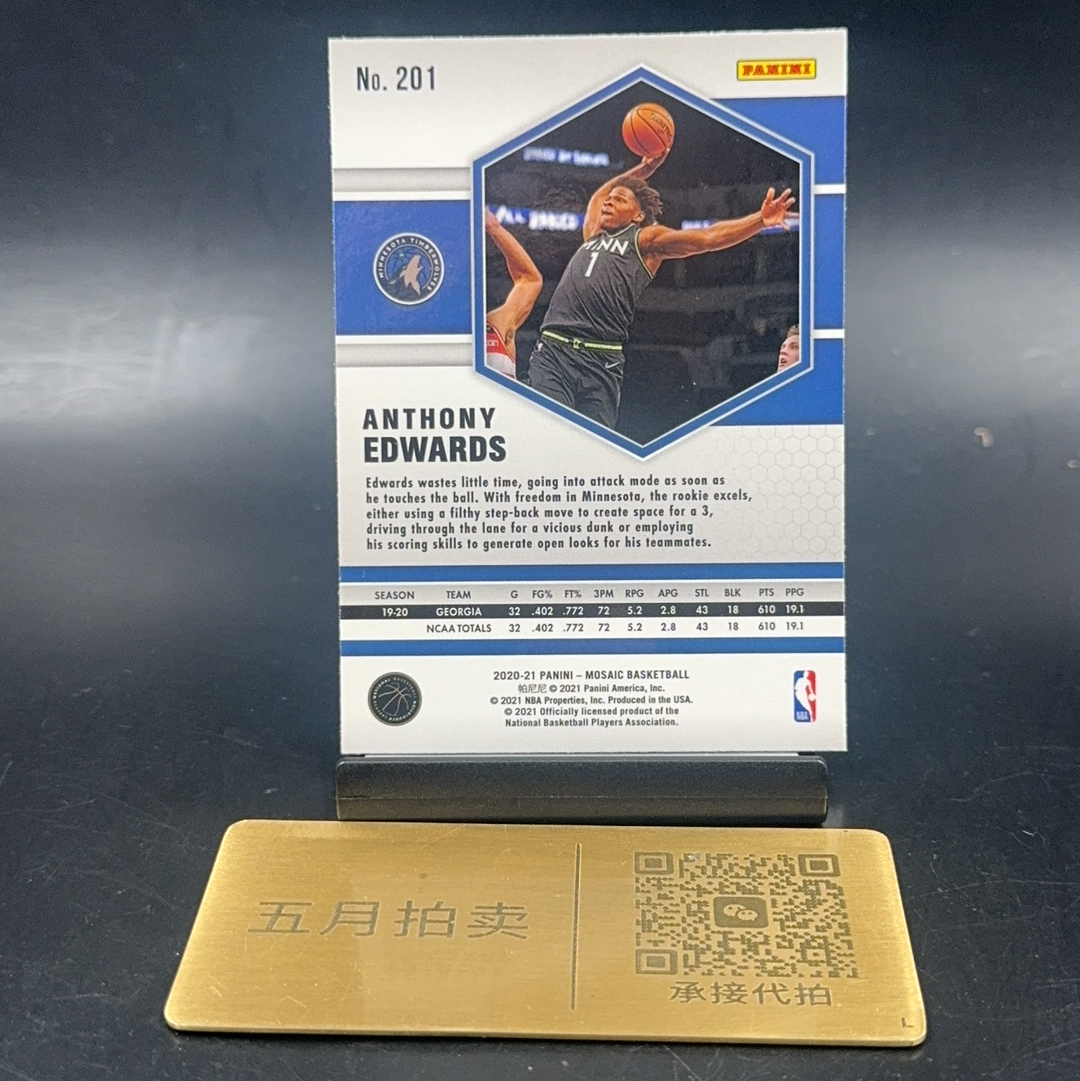 No. 201
PANINI
MINNESOTA TIMBERWOLVES
MINN
1
ANTHONY
EDWARDS
Edwards wastes little time, going into attack mode as soon as
he touches the ball. With freedom in Minnesota, the rookie excels,
either using a filthy step-back move to create space for a 3,
driving through the lane for a vicious dunk or employing
his scoring skills to generate open looks for his teammates.
SEASON TEAM G FG% FT% 3PM RPG APG STL BLK PTS PPG
19-20 GEORGIA 32 .402 .772 72 5.2 2.8 43 18 610 19.1
NCAA TOTALS 32 .402 .772 72 5.2 2.8 43 18 610 19.1
2020-21 PANINI – MOSAIC BASKETBALL
帕尼尼 © 2021 Panini America, Inc.
© 2021 NBA Properties, Inc. Produced in the USA.
© 2021 Officially licensed product of the
National Basketball Players Association.
NBA
五月拍卖
承接代拍
L